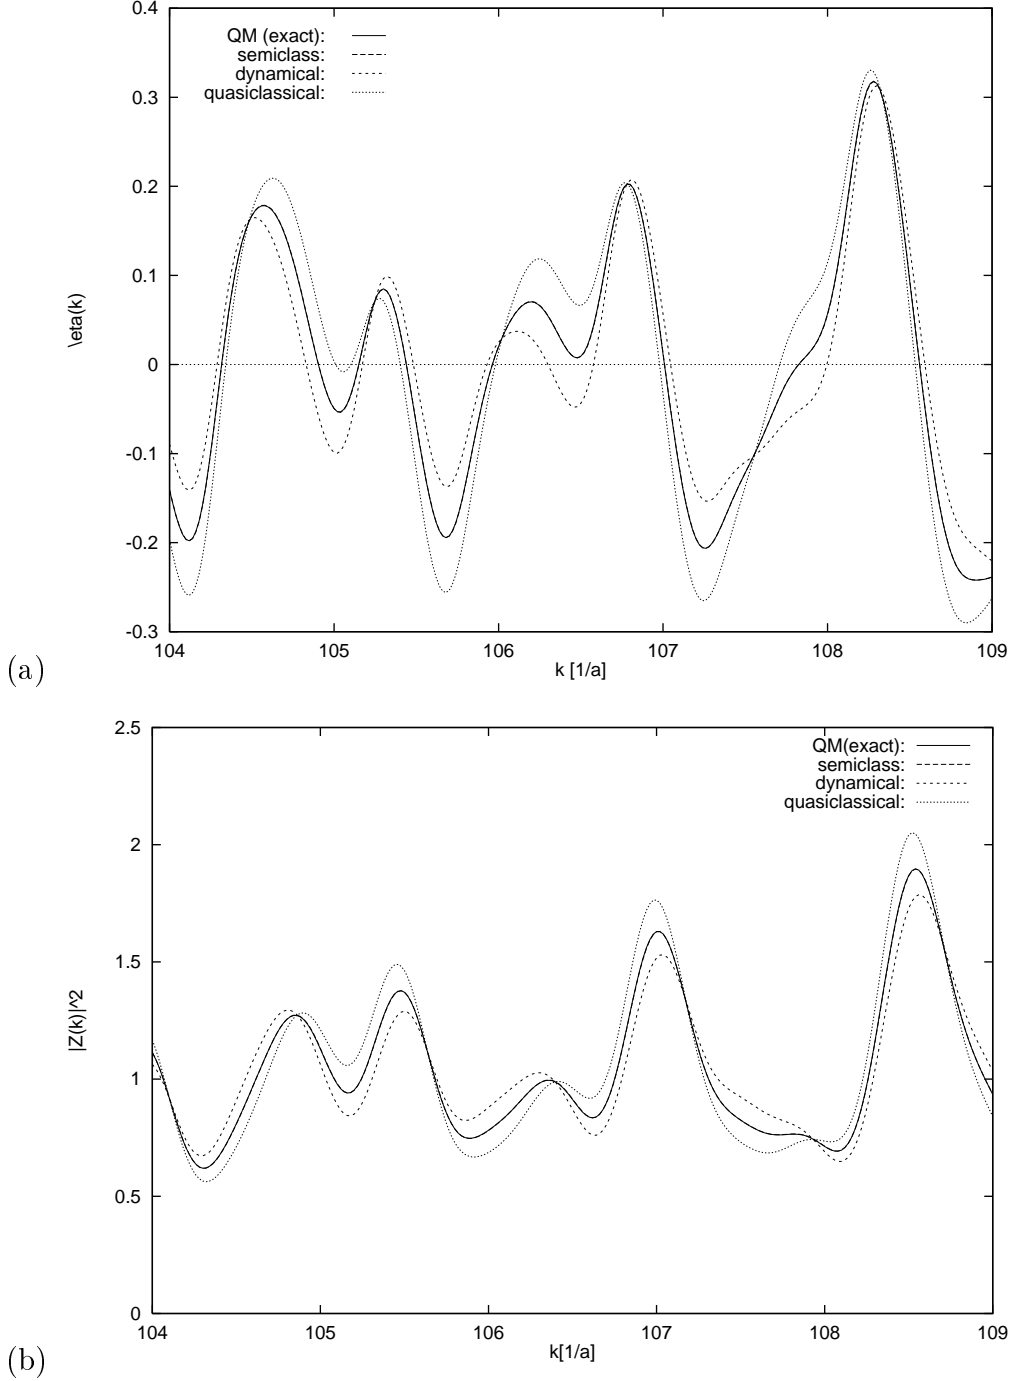 0.4
QM (exact):
semiclass:
dynamical:
quasiclassical:
0.3
0.2
0.1
0
-0.1
-0.2
-0.3
\eta(k)
104 105 106 107 108 109
k [1/a]
(a)
2.5
QM(exact):
semiclass:
dynamical:
quasiclassical:
2
1.5
1
0.5
0
|Z(k)|^2
104 105 106 107 108 109
k[1/a]
(b)